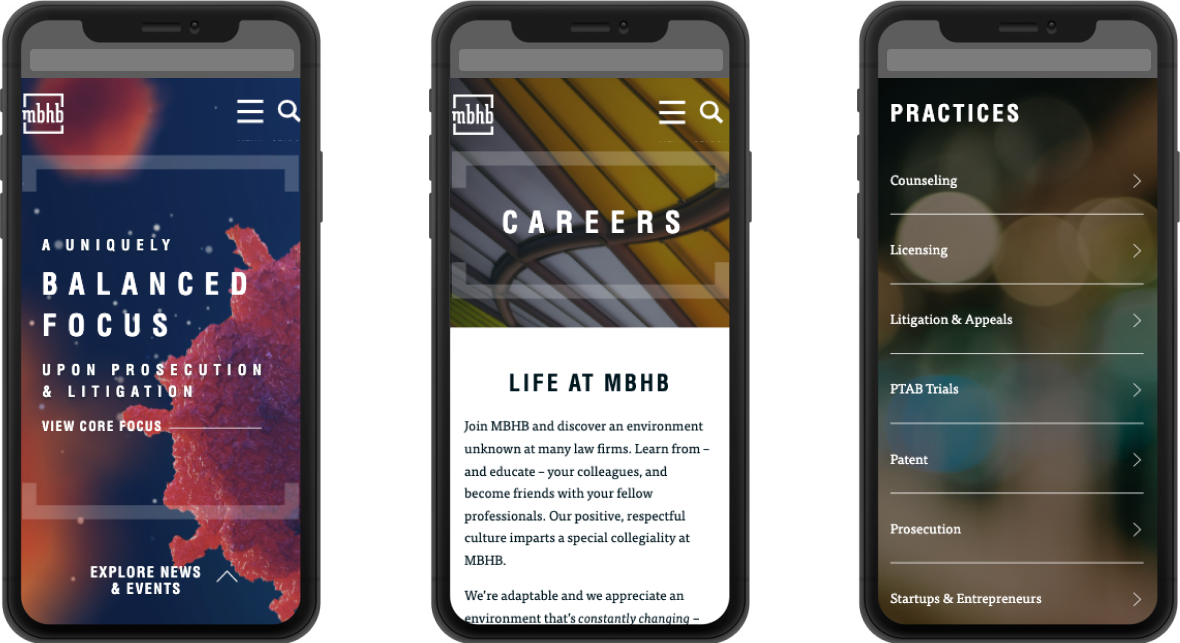 mbhb
A UNIQUELY
BALANCED
FOCUS
UPON PROSECUTION
& LITIGATION
VIEW CORE FOCUS
EXPLORE NEWS
& EVENTS
mbhb
CAREERS
LIFE AT MBHB
Join MBHB and discover an environment
unknown at many law firms. Learn from –
and educate – your colleagues, and
become friends with your fellow
professionals. Our positive, respectful
culture imparts a special collegiality at
MBHB.
We're adaptable and we appreciate an
environment that's constantly changing –
PRACTICES
Counseling
Licensing
Litigation & Appeals
PTAB Trials
Patent
Prosecution
Startups & Entrepreneurs